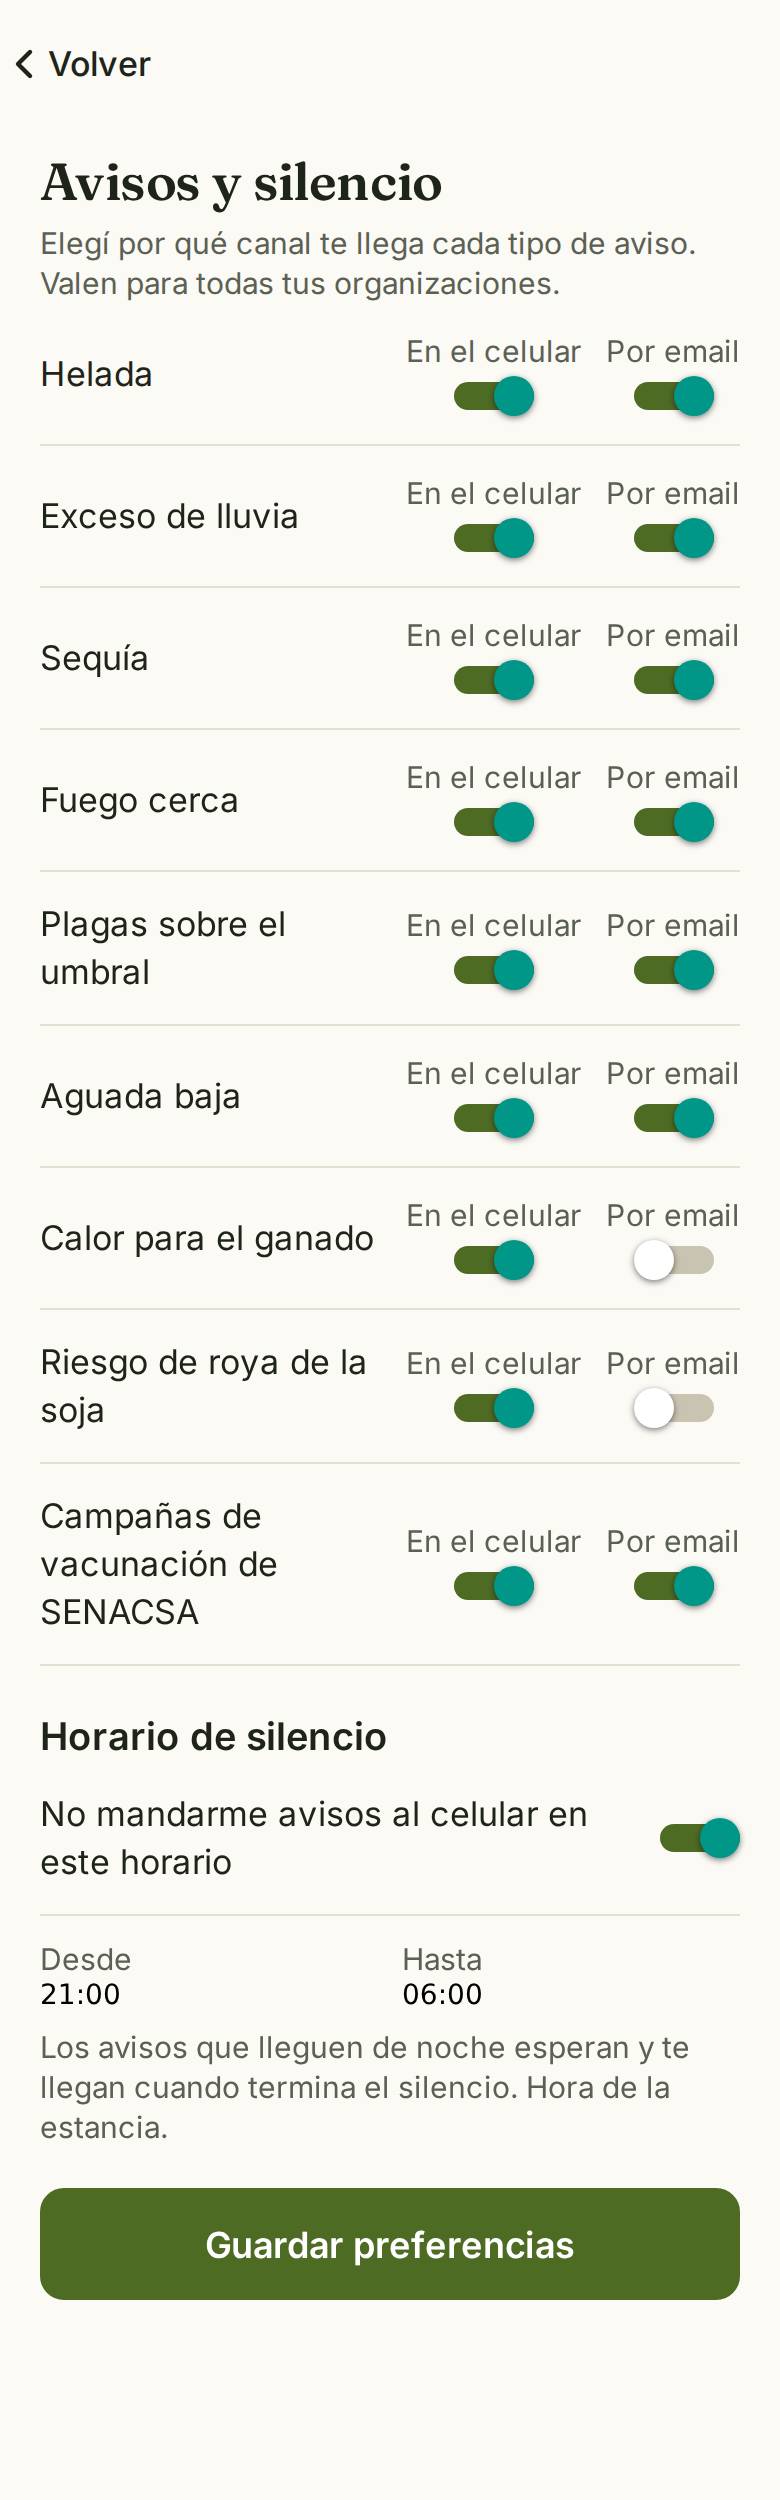 Volver
Avisos y silencio
Elegí por qué canal te llega cada tipo de aviso.
Valen para todas tus organizaciones.
Helada
En el celular Por email
Exceso de lluvia
En el celular Por email
Sequía
En el celular Por email
Fuego cerca
En el celular Por email
Plagas sobre el
umbral
En el celular Por email
Aguada baja
En el celular Por email
Calor para el ganado
En el celular Por email
Riesgo de roya de la
soja
En el celular Por email
Campañas de
vacunación de
SENACSA
En el celular Por email
Horario de silencio
No mandarme avisos al celular en
este horario
Desde Hasta
21:00 06:00
Los avisos que lleguen de noche esperan y te
llegan cuando termina el silencio. Hora de la
estancia.
Guardar preferencias